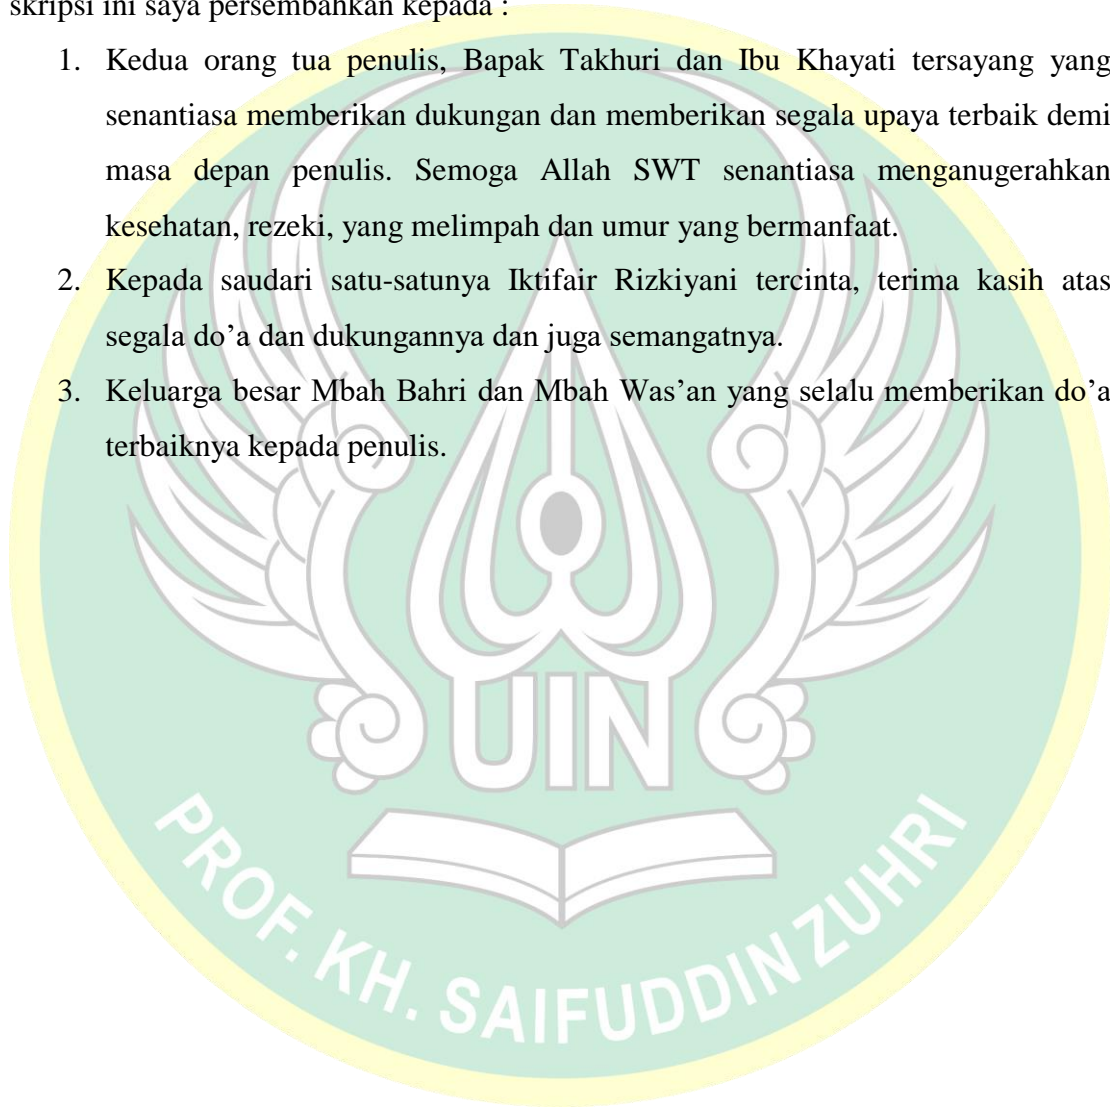 skripsi ini saya persembahkan kepada :
1. Kedua orang tua penulis, Bapak Takhuri dan Ibu Khayati tersayang yang
senantiasa memberikan dukungan dan memberikan segala upaya terbaik demi
masa depan penulis. Semoga Allah SWT senantiasa menganugerahkan
kesehatan, rezeki, yang melimpah dan umur yang bermanfaat.
2. Kepada saudari satu-satunya Iktifair Rizkiyani tercinta, terima kasih atas
segala do’a dan dukungannya dan juga semangatnya.
3. Keluarga besar Mbah Bahri dan Mbah Was’an yang selalu memberikan do’a
terbaiknya kepada penulis.
UIN
PROF. KH. SAIFUDDIN ZUHRI